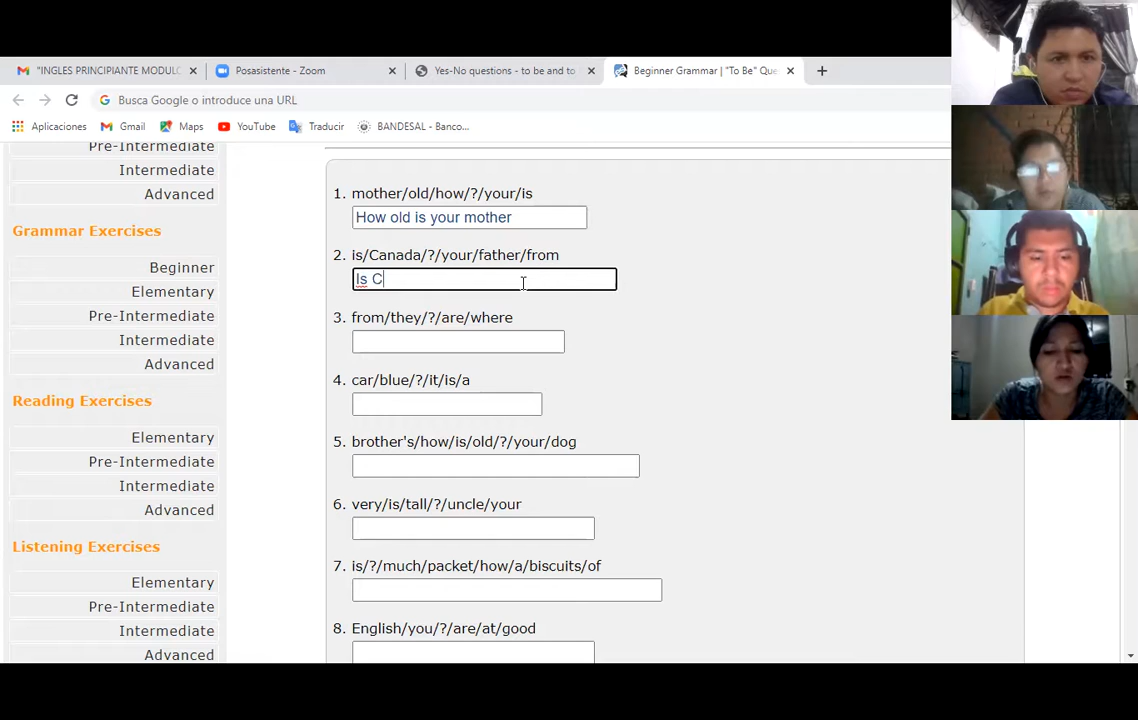 "INGLES PRINCIPIANTE MODULO
Posasistente - Zoom
Yes-No questions - to be and to
Beginner Grammar | "To Be" Que
Busca Google o introduce una URL
Aplicaciones
Gmail
Maps
YouTube
Traducir
BANDESAL - Banco...
Pre-Intermediate
Intermediate
Advanced
Grammar Exercises
Beginner
Elementary
Pre-Intermediate
Intermediate
Advanced
Reading Exercises
Elementary
Pre-Intermediate
Intermediate
Advanced
Listening Exercises
Elementary
Pre-Intermediate
Intermediate
Advanced
1. mother/old/how/?/your/is
How old is your mother
2. is/Canada/?/your/father/from
Is C
3. from/they/?/are/where
4. car/blue/?/it/is/a
5. brother's/how/is/old/?/your/dog
6. very/is/tall/?/uncle/your
7. is/?/much/packet/how/a/biscuits/of
8. English/you/?/are/at/good